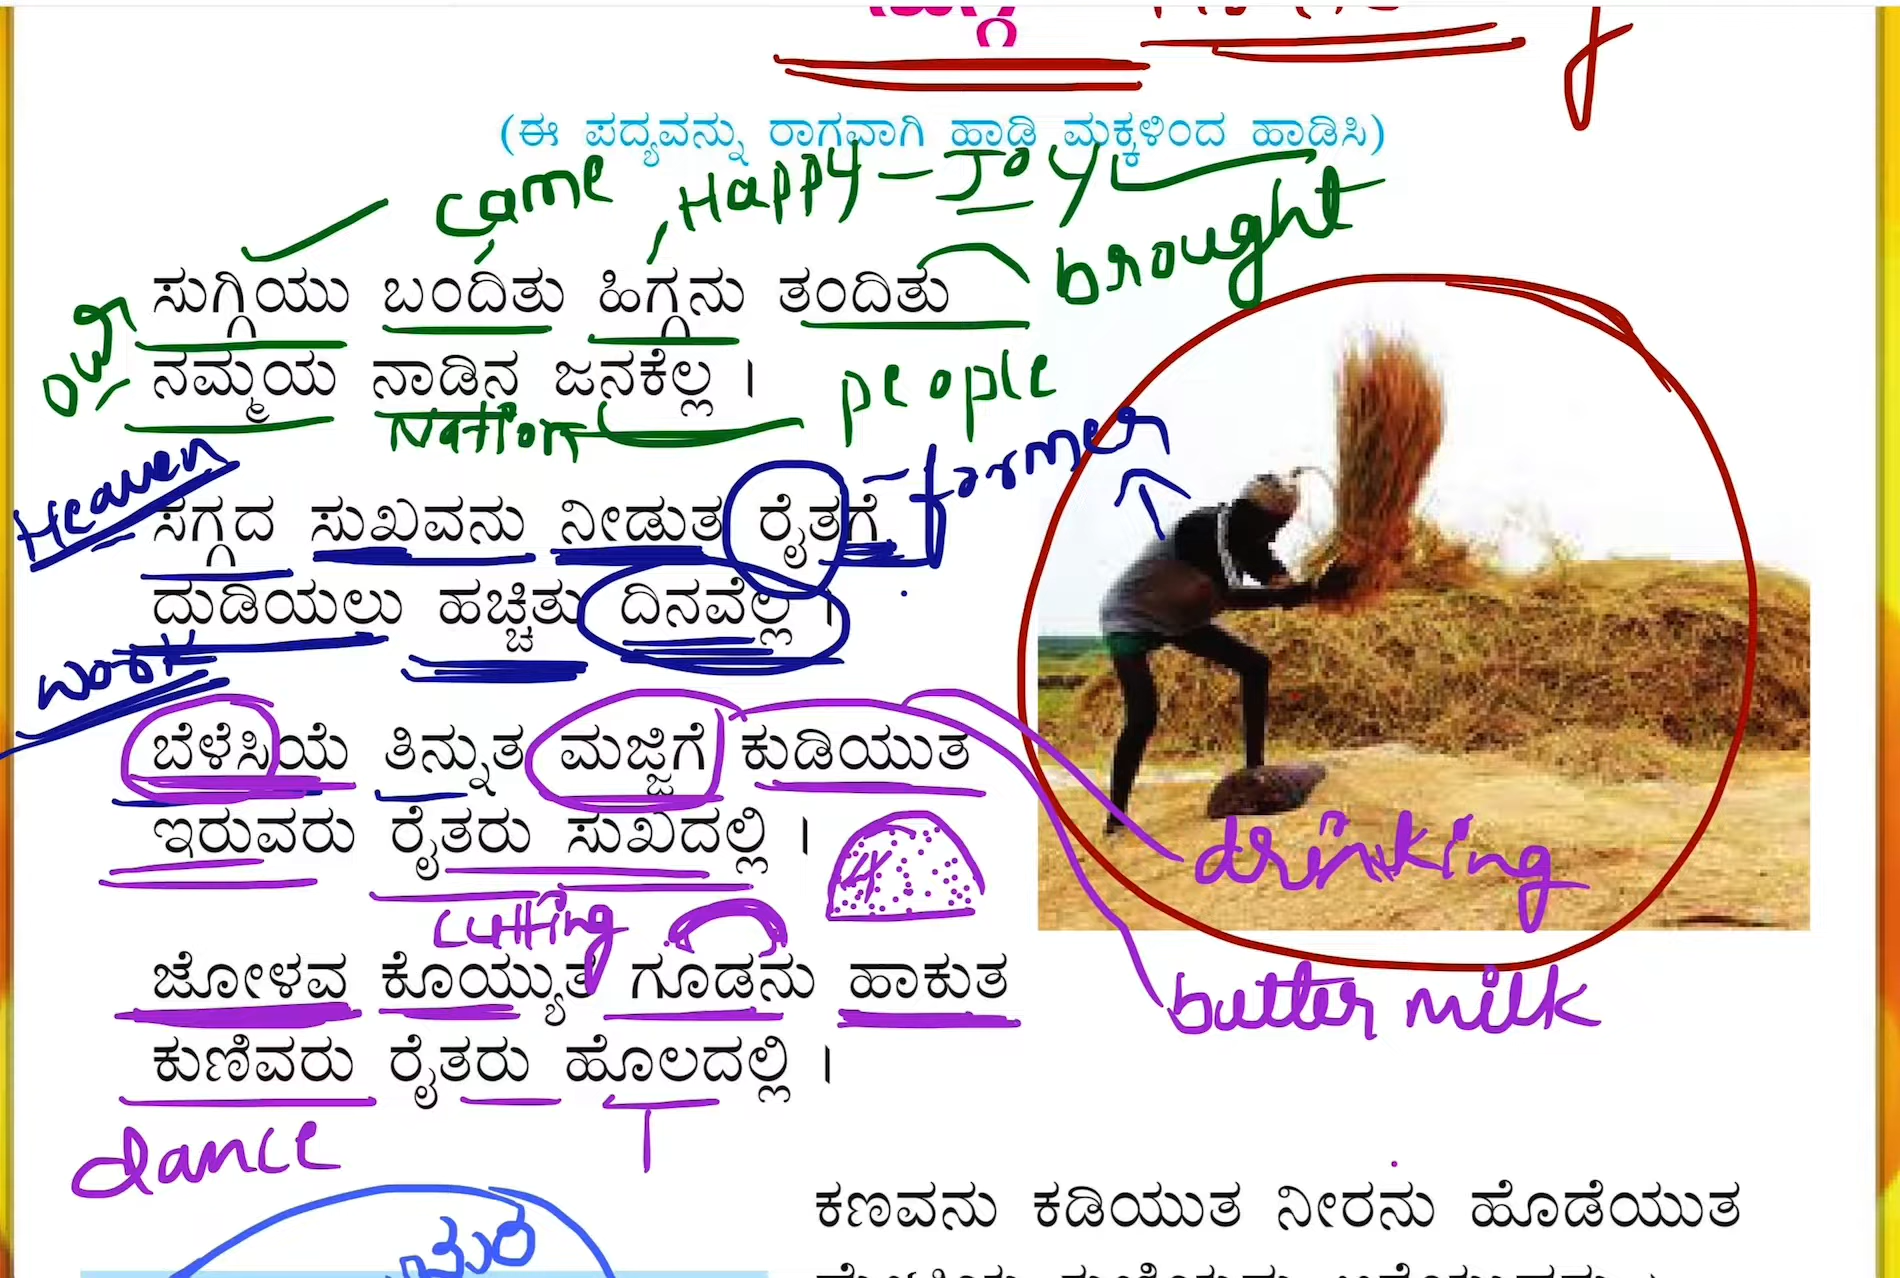 (ಈ ಪದ್ಯವನ್ನು ರಾಗವಾಗಿ ಹಾಡಿ ಮಕ್ಕಳಿಂದ ಹಾಡಿಸಿ)
came Happy - Joy
brought
ಸುಗ್ಗಿಯು ಬಂದಿತು ಹಿಗ್ಗನು ತಂದಿತು
our
ನಮ್ಮಯ ನಾಡಿನ ಜನಕೆಲ್ಲ ।
people
Nation
Heaven
farmer
ಸಗ್ಗದ ಸುಖವನು ನೀಡುತ ರೈತಗೆ
ದುಡಿಯಲು ಹಚ್ಚಿತು ದಿನವೆಲ್ಲ ।
work
ಬೆಳೆಸಿಯೆ ತಿನ್ನುತ ಮಜ್ಜಿಗೆ ಕುಡಿಯುತ
ಇರುವರು ರೈತರು ಸುಖದಲ್ಲಿ ।
drinking
cutting
ಜೋಳವ ಕೊಯ್ಯುತ ಗೂಡನು ಹಾಕುತ
butter milk
ಕುಣಿವರು ರೈತರು ಹೊಲದಲ್ಲಿ ।
dance
ಕಣವನು ಕಡಿಯುತ ನೀರನು ಹೊಡೆಯುತ